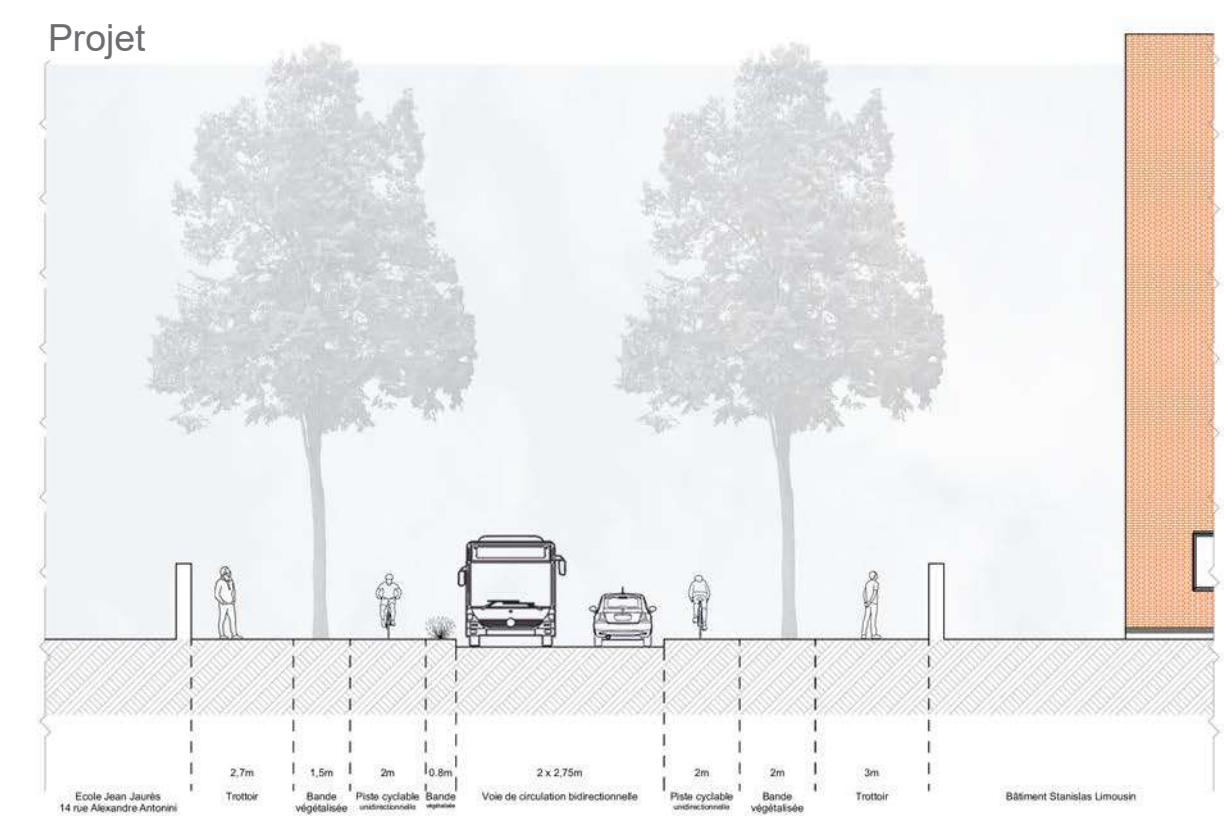 Projet
2,7m
1,5m
2m
0.8m
2 x 2,75m
2m
2m
3m
Ecole Jean Jaurès
14 rue Alexandre Antonini
Trottoir
Bande
végétalisée
Piste cyclable
unidirectionnelle
Bande
végétalisée
Voie de circulation bidirectionnelle
Piste cyclable
unidirectionnelle
Bande
végétalisée
Trottoir
Bâtiment Stanislas Limousin